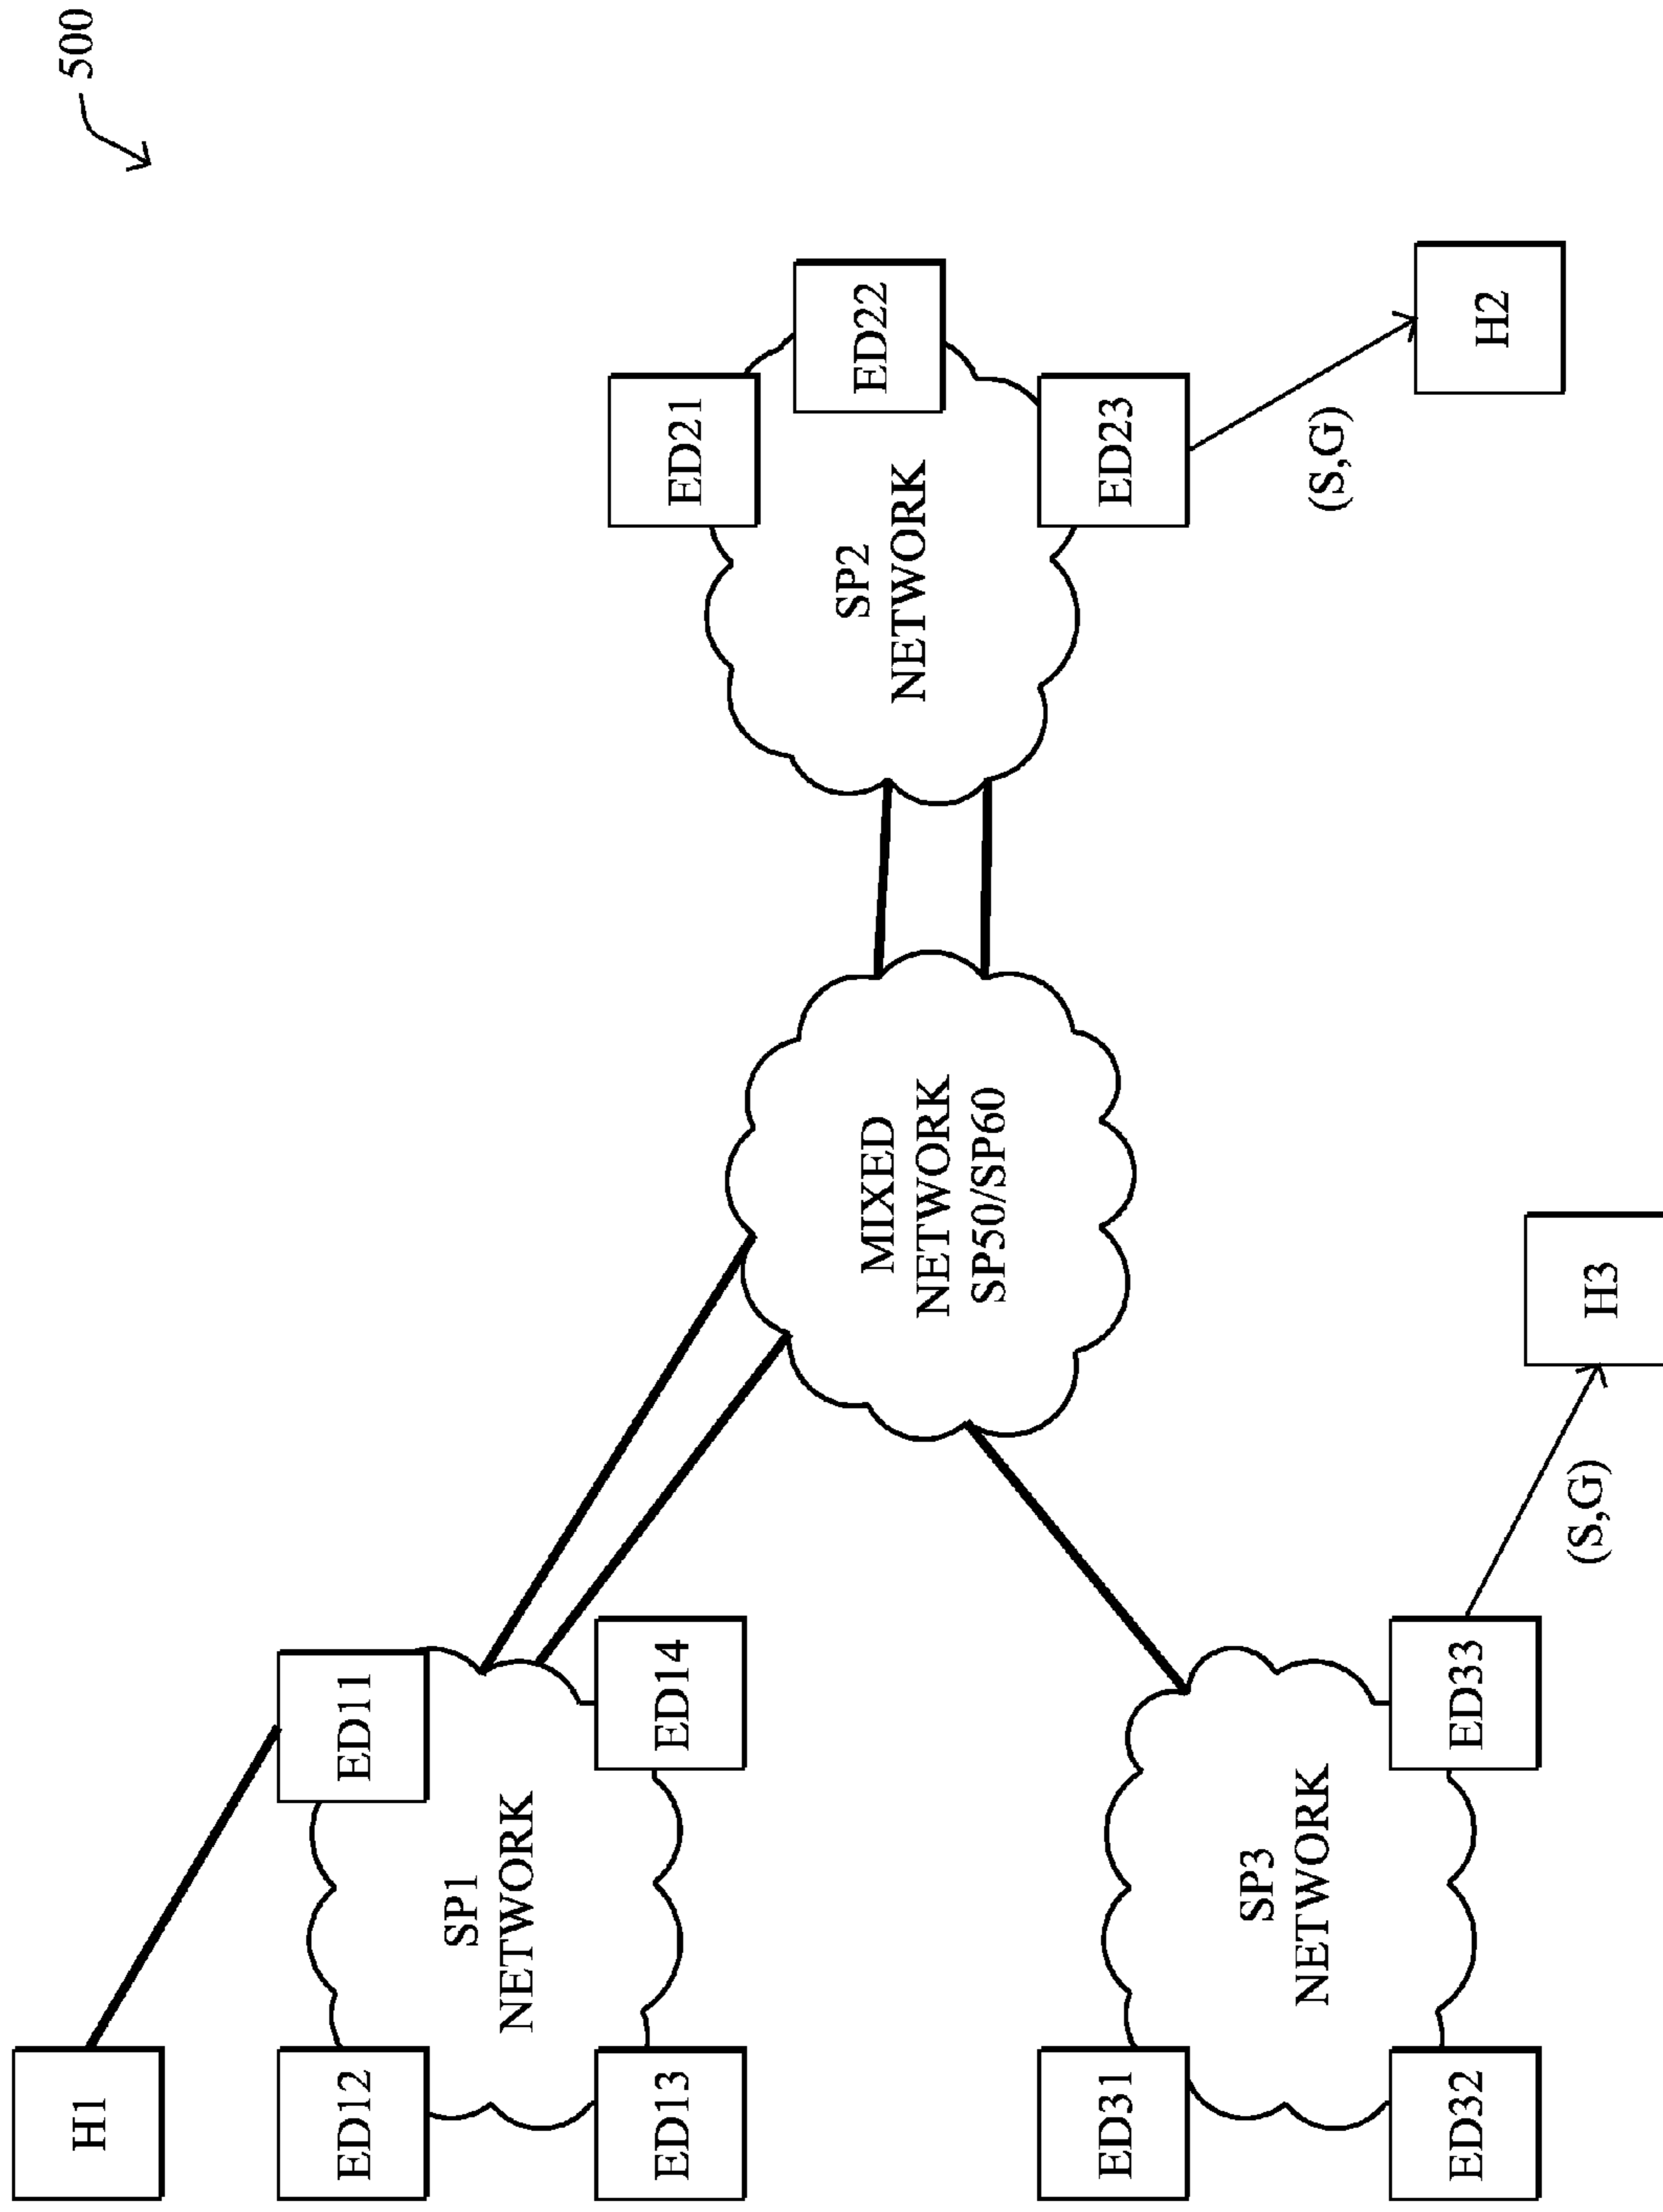 500
H1
ED11
ED12
SP1
NETWORK
ED13
ED14
MIXED
NETWORK
SP50/SP60
ED21
ED22
SP2
NETWORK
ED23
(S,G)
H2
ED31
SP3
NETWORK
ED32
ED33
(S,G)
H3